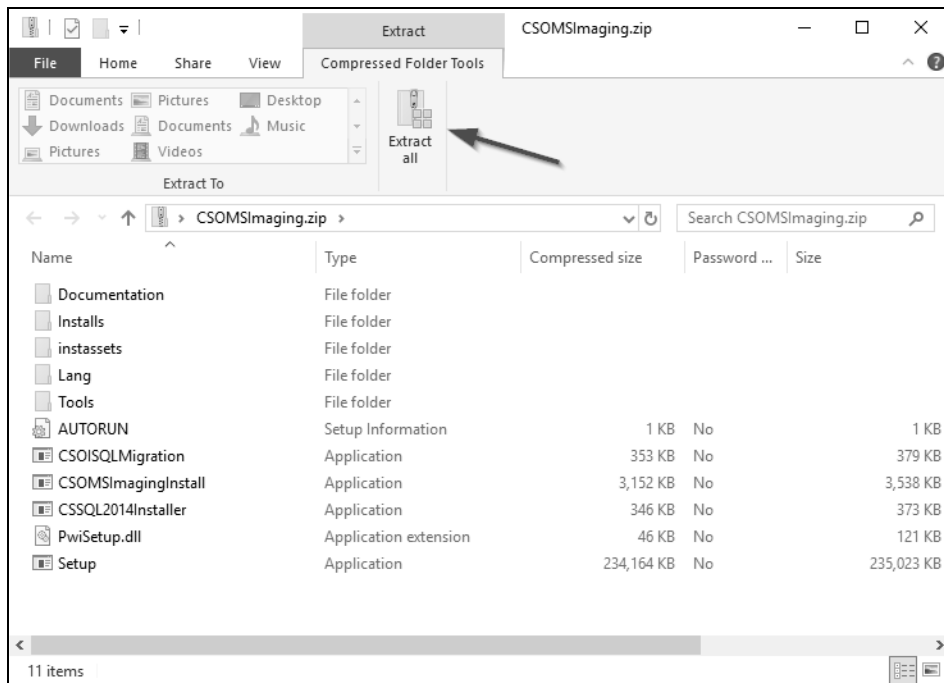 Extract CSOMSImaging.zip
File Home Share View Compressed Folder Tools
Documents Pictures Desktop
Downloads Documents Music
Pictures Videos
Extract all
Extract To
CSOMSImaging.zip Search CSOMSImaging.zip
Name Type Compressed size Password ... Size
Documentation File folder
Installs File folder
instassets File folder
Lang File folder
Tools File folder
AUTORUN Setup Information 1 KB No 1 KB
CSOISQLMigration Application 353 KB No 379 KB
CSOMSImagingInstall Application 3,152 KB No 3,538 KB
CSSQL2014Installer Application 346 KB No 373 KB
PwiSetup.dll Application extension 46 KB No 121 KB
Setup Application 234,164 KB No 235,023 KB
11 items